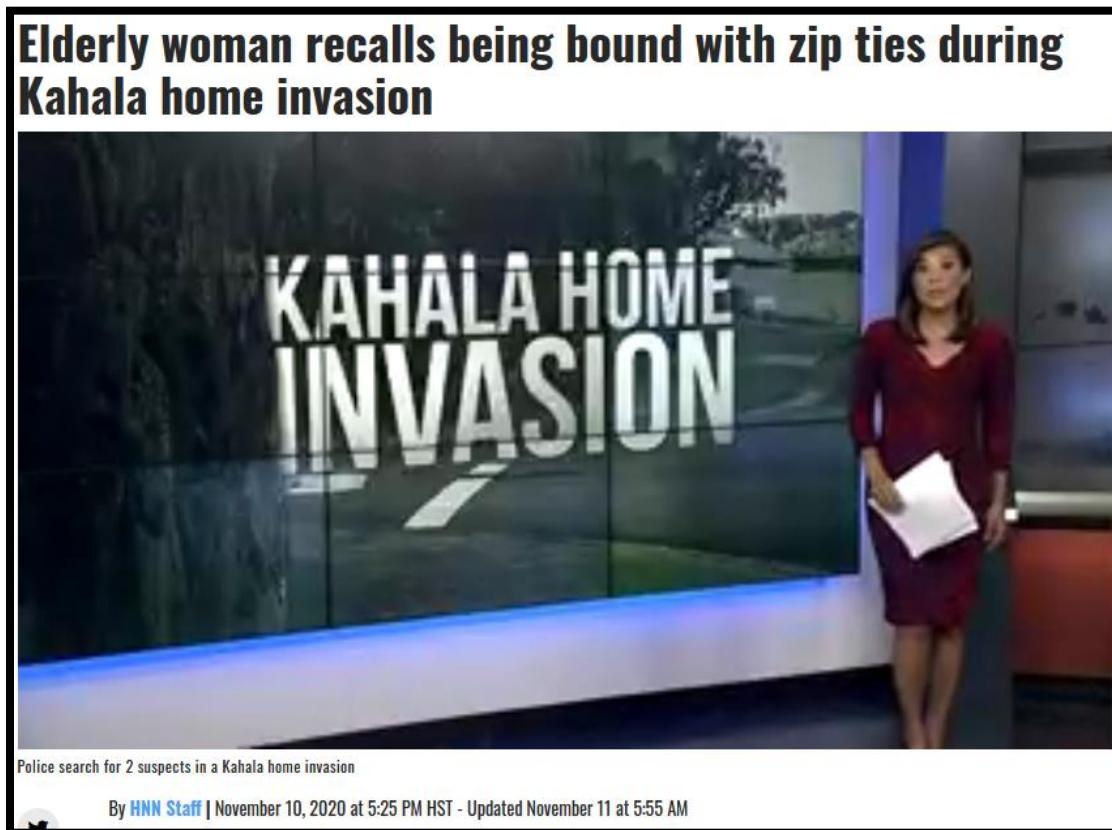 Elderly woman recalls being bound with zip ties during
Kahala home invasion
KAHALA HOME
INVASION
Police search for 2 suspects in a Kahala home invasion
By HNN Staff | November 10, 2020 at 5:25 PM HST - Updated November 11 at 5:55 AM